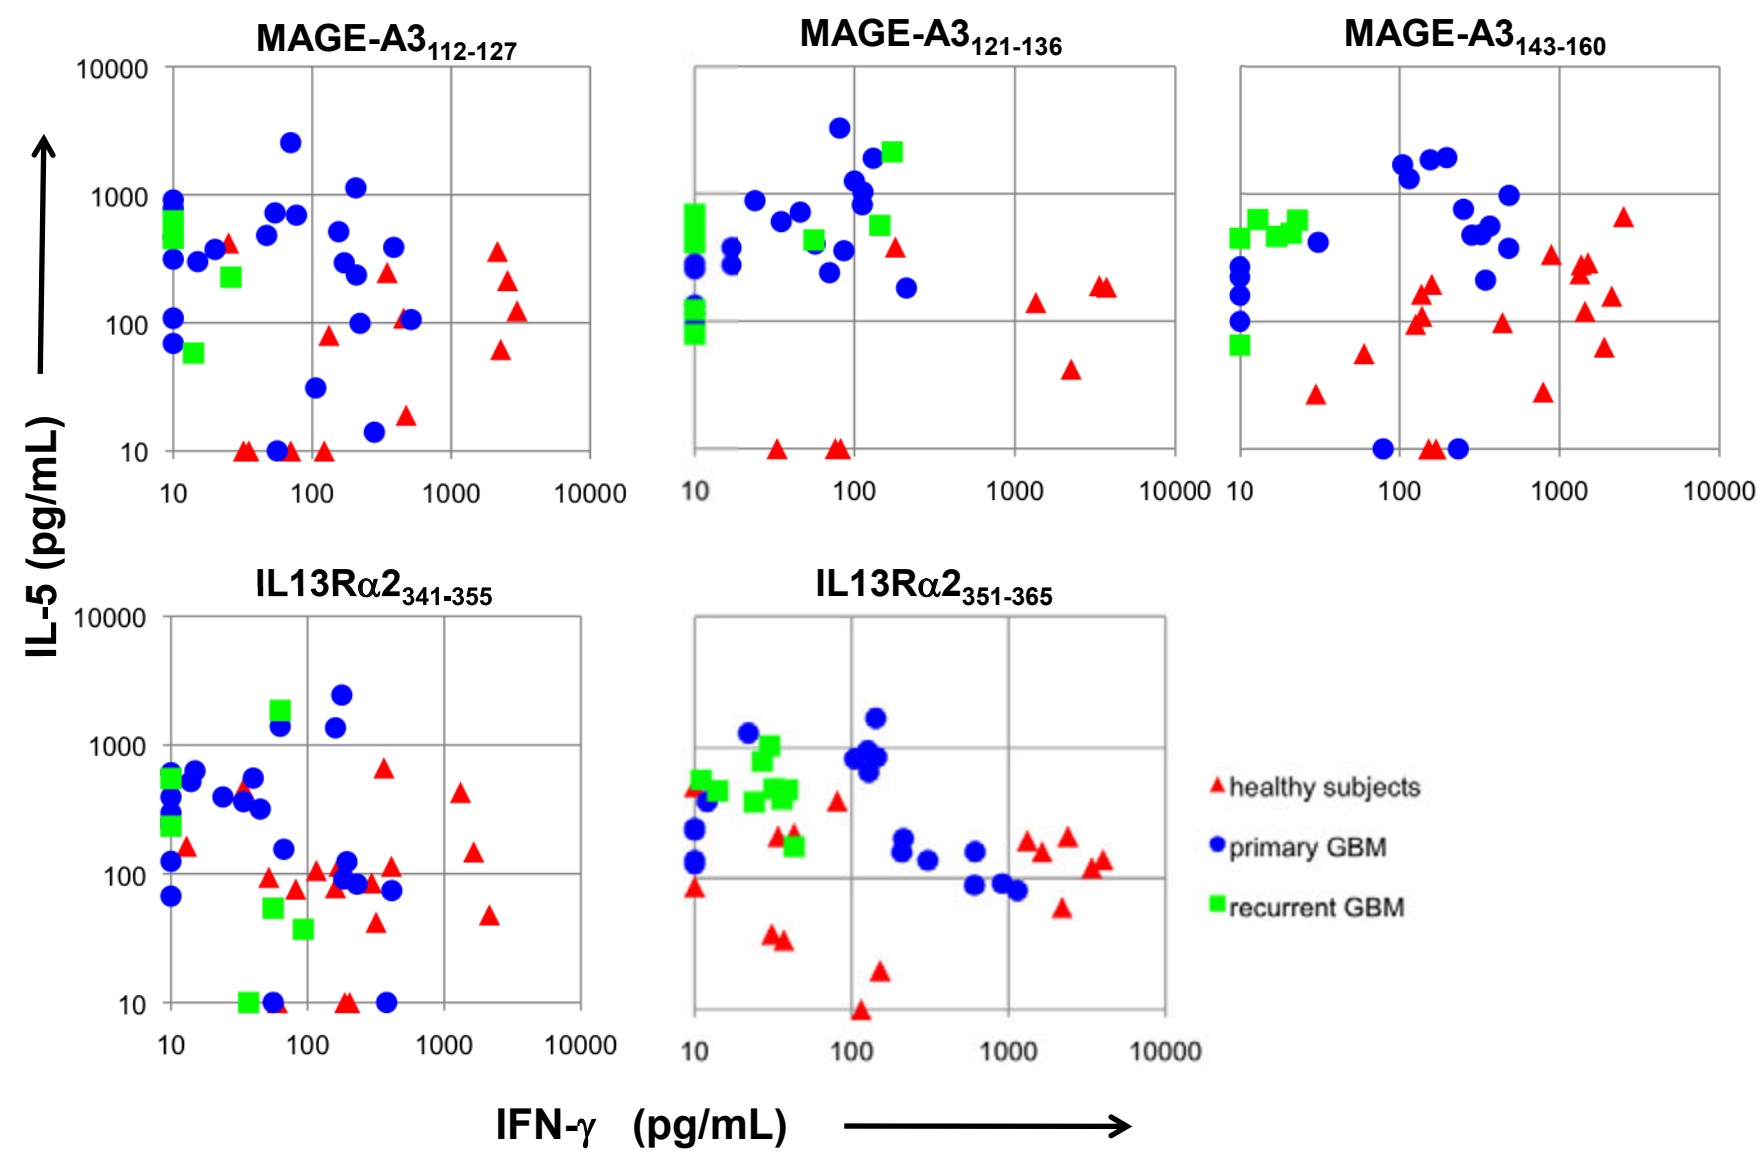 MAGE-A3112-127
MAGE-A3121-136
MAGE-A3143-160
10000
1000
100
10
10 100 1000 10000
10 100 1000 10000
10 100 1000 10000
IL-5 (pg/mL)
IL13Rα2341-355
IL13Rα2351-365
10000
1000
100
10
10 100 1000 10000
10 100 1000 10000
healthy subjects
primary GBM
recurrent GBM
IFN-γ (pg/mL)